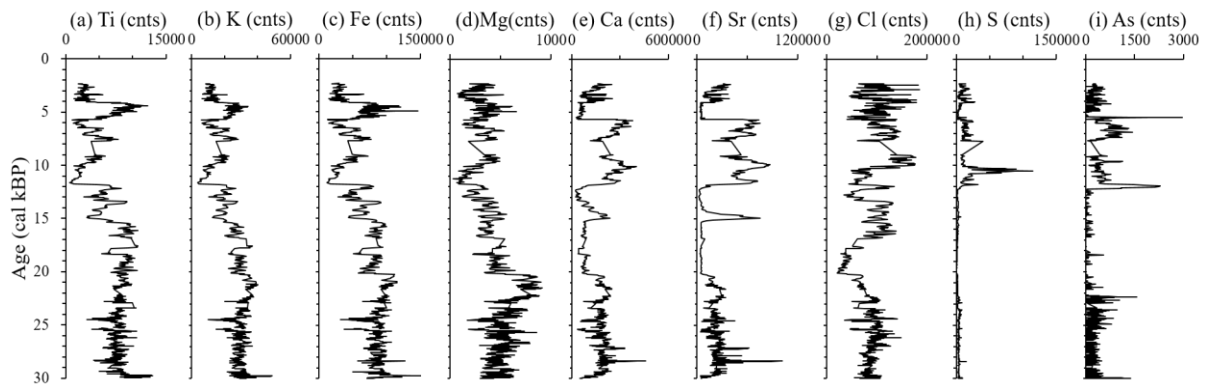 (a) Ti (cnts) (b) K (cnts) (c) Fe (cnts) (d)Mg(cnts) (e) Ca (cnts) (f) Sr (cnts) (g) Cl (cnts) (h) S (cnts) (i) As (cnts)
0 15000 0 60000 0 150000 0 10000 0 6000000 0 120000 0 200000 0 150000 0 1500 3000
0
5
10
15
20
25
30
Age (cal kBP)